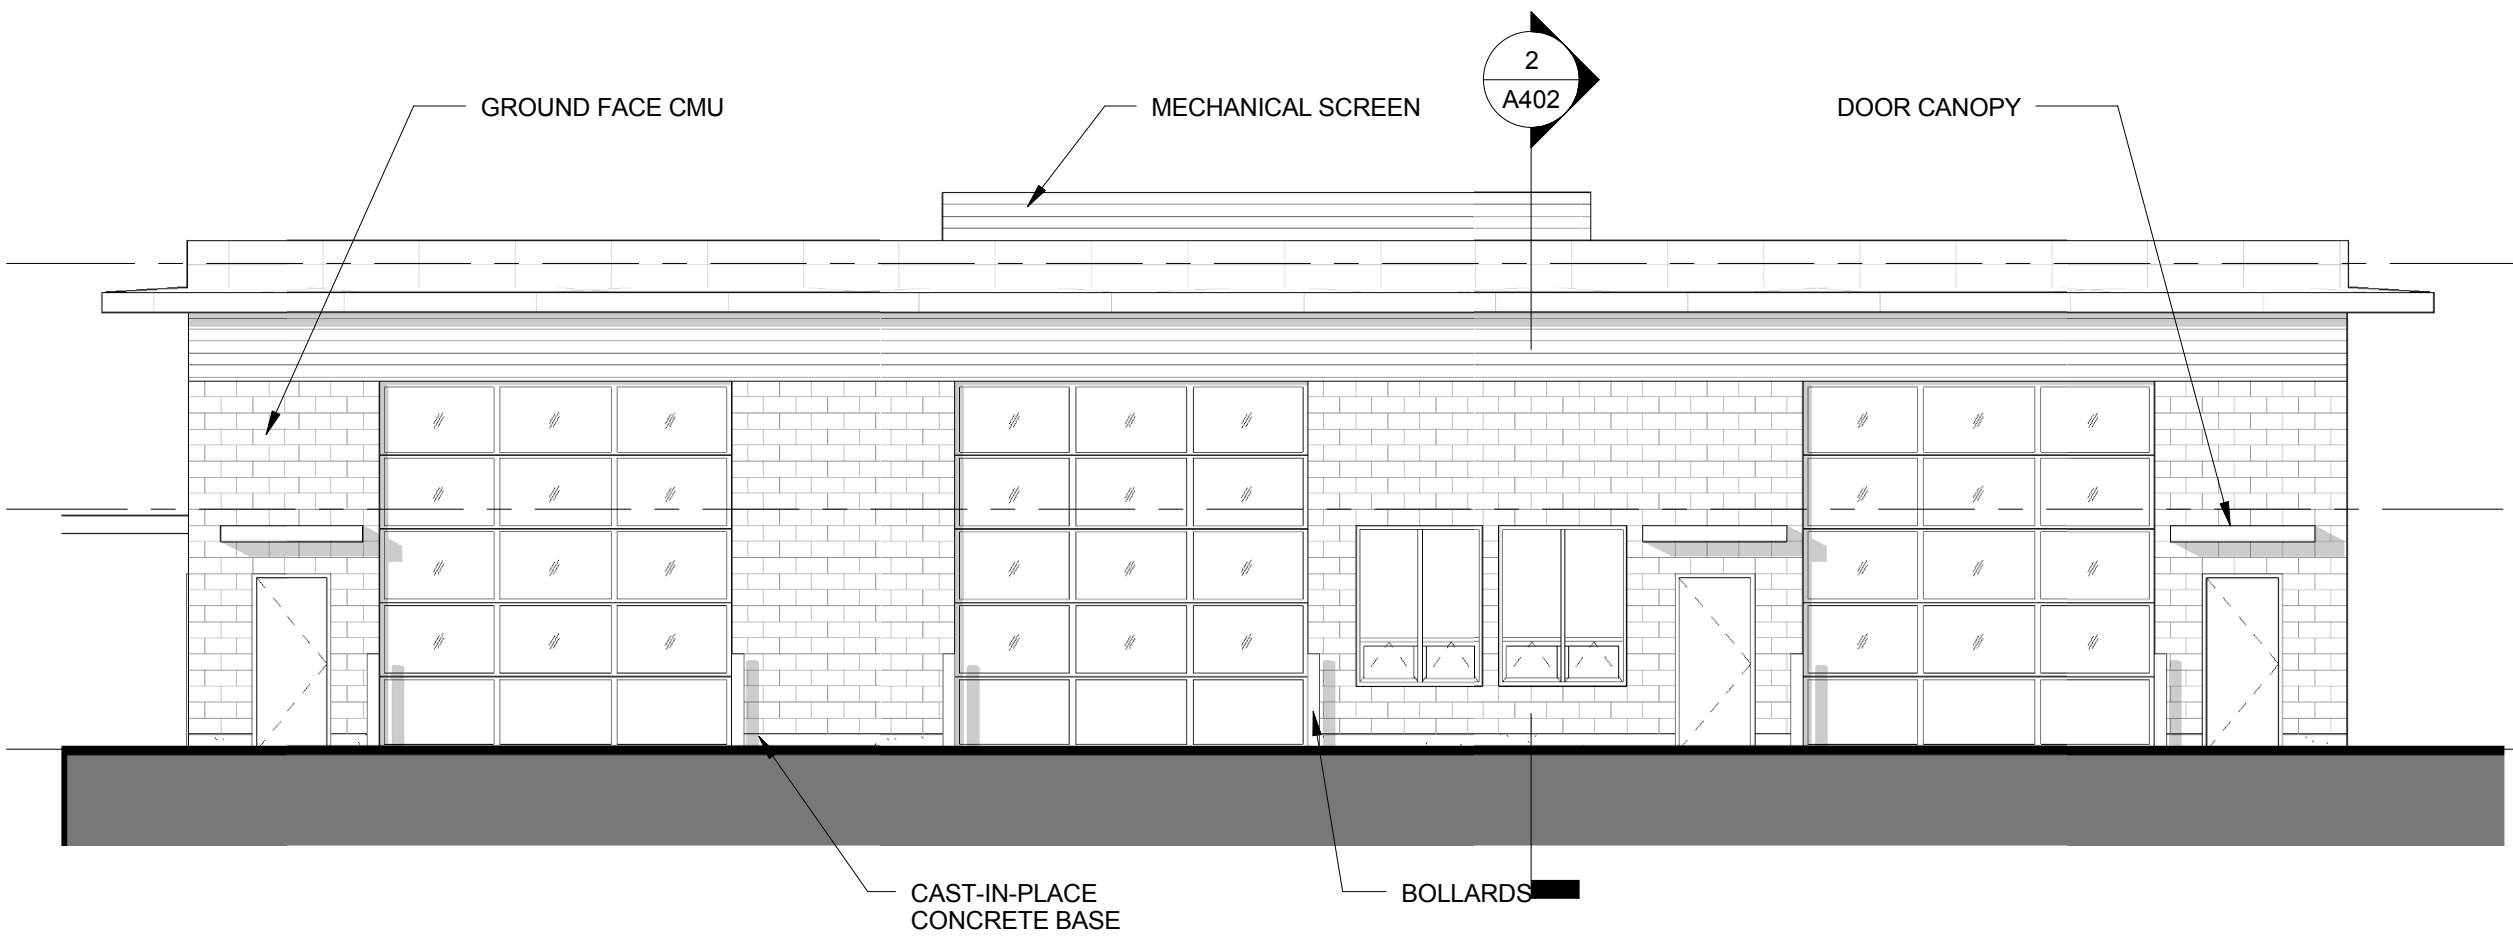 2
A402
GROUND FACE CMU
MECHANICAL SCREEN
DOOR CANOPY
CAST-IN-PLACE
CONCRETE BASE
BOLLARDS